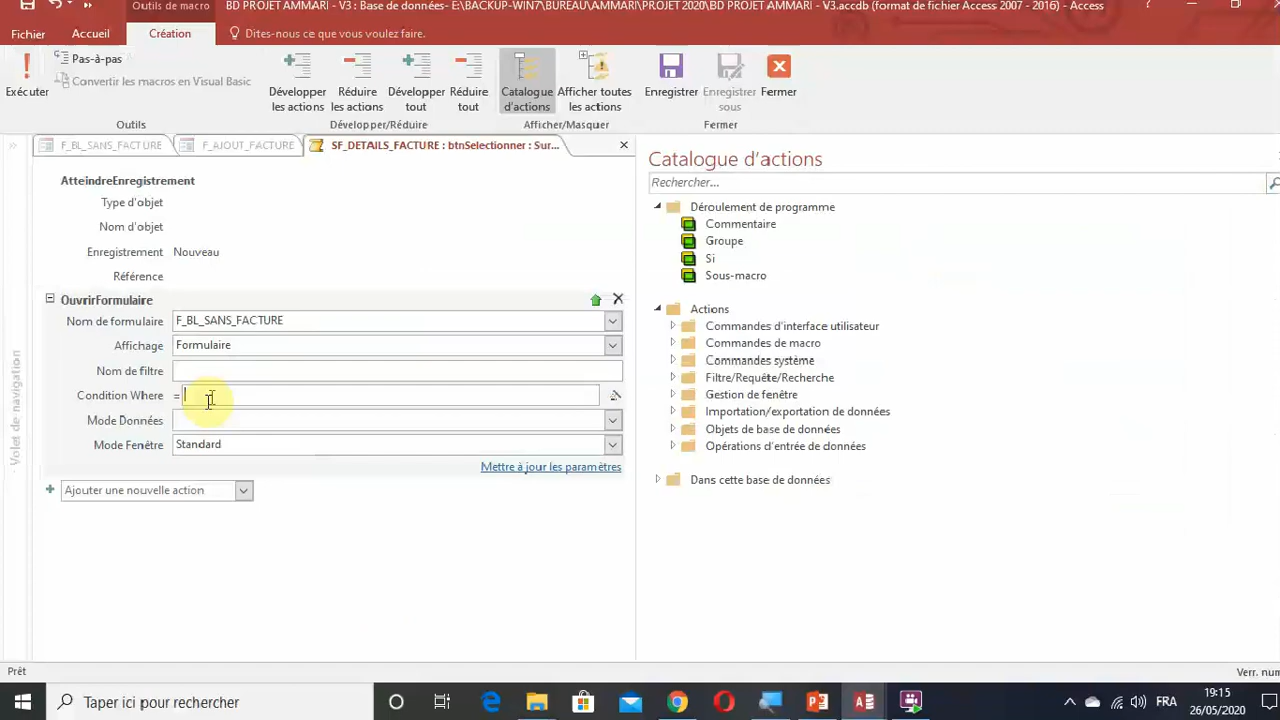 Outils de macro
BD PROJET AMMARI - V3 : Base de données- E:\BACKUP-WIN7\BUREAU\AMMARI\PROJET 2020\BD PROJET AMMARI - V3.accdb (format de fichier Access 2007 - 2016) - Access
Fichier
Accueil
Création
Dites-nous ce que vous voulez faire.
Exécuter
Pas-à-pas
Convertir les macros en Visual Basic
Développer
les actions
Réduire
les actions
Développer
tout
Réduire
tout
Catalogue
d'actions
Afficher toutes
les actions
Enregistrer
Enregistrer
sous
Fermer
Outils
Développer/Réduire
Afficher/Masquer
Fermer
F_BL_SANS_FACTURE
F_AJOUT_FACTURE
SF_DETAILS_FACTURE : btnSelectionner : Sur...
AtteindreEnregistrement
Type d'objet
Nom d'objet
Enregistrement Nouveau
Référence
OuvrirFormulaire
Nom de formulaire F_BL_SANS_FACTURE
Affichage Formulaire
Nom de filtre
Condition Where =
Mode Données
Mode Fenêtre Standard
Mettre à jour les paramètres
Ajouter une nouvelle action
Volet de navigation
Catalogue d'actions
Rechercher...
Déroulement de programme
Commentaire
Groupe
Si
Sous-macro
Actions
Commandes d'interface utilisateur
Commandes de macro
Commandes système
Filtre/Requête/Recherche
Gestion de fenêtre
Importation/exportation de données
Objets de base de données
Opérations d'entrée de données
Dans cette base de données
Prêt
Verr. num
Taper ici pour rechercher
FRA
19:15
26/05/2020